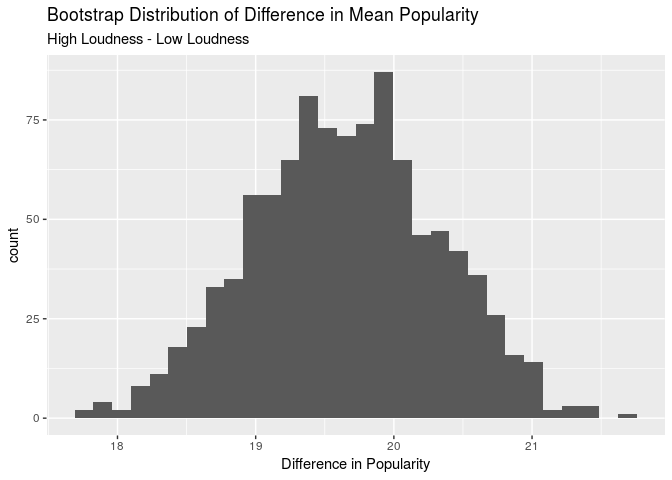 Bootstrap Distribution of Difference in Mean Popularity
High Loudness - Low Loudness
75
50
25
0
count
18 19 20 21
Difference in Popularity